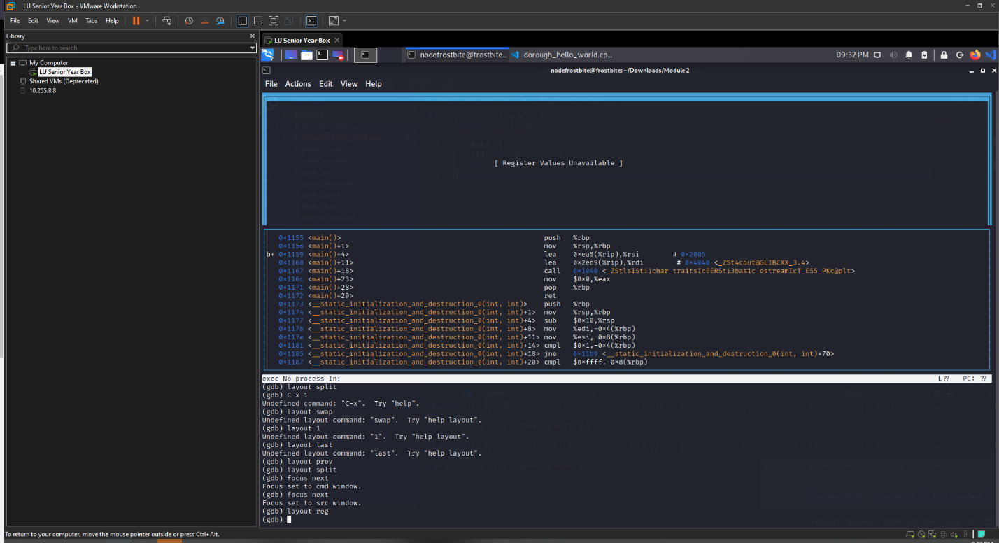 LU Senior Year Box - VMware Workstation
File Edit View VM Tabs Help
Library
Type here to search
My Computer
LU Senior Year Box
Shared VMs (Deprecated)
10.255.8.8
LU Senior Year Box
nodefrostbite@frostbite... dorough_hello_world.cp... 09:32 PM
nodefrostbite@frostbite: ~/Downloads/Module2
File Actions Edit View Help
[ Register Values Unavailable ]
0×1155 <main()> push %rbp
0×1156 <main()+1> mov %rsp,%rbp
b+ 0×1159 <main()+4> lea 0×ea5(%rip),%rsi # 0×2005
0×1160 <main()+11> lea 0×2ed9(%rip),%rdi # 0×4040 <_ZSt4cout@GLIBCXX_3.4>
0×1167 <main()+18> call 0×1040 <_ZStlsISt11char_traitsIcEERSt13basic_ostreamIcT_ES5_PKc@plt>
0×116c <main()+23> mov $0×0,%eax
0×1171 <main()+28> pop %rbp
0×1172 <main()+29> ret
0×1173 <__static_initialization_and_destruction_0(int, int)> push %rbp
0×1174 <__static_initialization_and_destruction_0(int, int)+1> mov %rsp,%rbp
0×1177 <__static_initialization_and_destruction_0(int, int)+4> sub $0×10,%rsp
0×117b <__static_initialization_and_destruction_0(int, int)+8> mov %edi,-0×4(%rbp)
0×117e <__static_initialization_and_destruction_0(int, int)+11> mov %esi,-0×8(%rbp)
0×1181 <__static_initialization_and_destruction_0(int, int)+14> cmpl $0×1,-0×4(%rbp)
0×1185 <__static_initialization_and_destruction_0(int, int)+18> jne 0×11b9 <__static_initialization_and_destruction_0(int, int)+70>
0×1187 <__static_initialization_and_destruction_0(int, int)+20> cmpl $0×ffff,-0×8(%rbp)
exec No process In: L?? PC: ??
(gdb) layout split
(gdb) C-x 1
Undefined command: "C-x". Try "help".
(gdb) layout swap
Undefined layout command: "swap". Try "help layout".
(gdb) layout 1
Undefined layout command: "1". Try "help layout".
(gdb) layout last
Undefined layout command: "last". Try "help layout".
(gdb) layout prev
(gdb) layout split
(gdb) focus next
Focus set to cmd window.
(gdb) focus next
Focus set to src window.
(gdb) layout reg
(gdb)
To return to your computer, move the mouse pointer outside or press Ctrl+Alt.